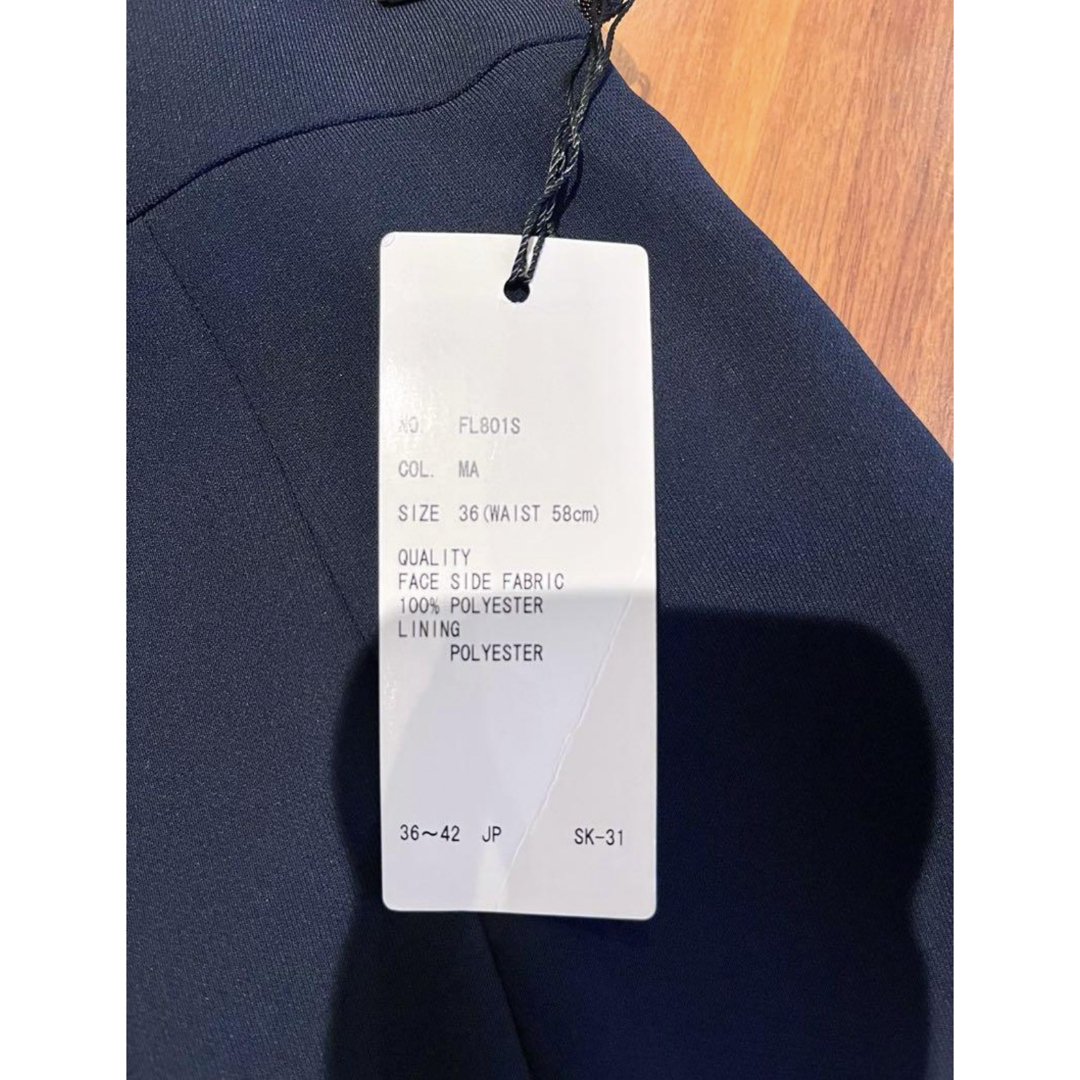 NO. FL801S
COL. MA
SIZE 36(WAIST 58cm)
QUALITY
FACE SIDE FABRIC
100% POLYESTER
LINING
POLYESTER
36～42 JP SK-31